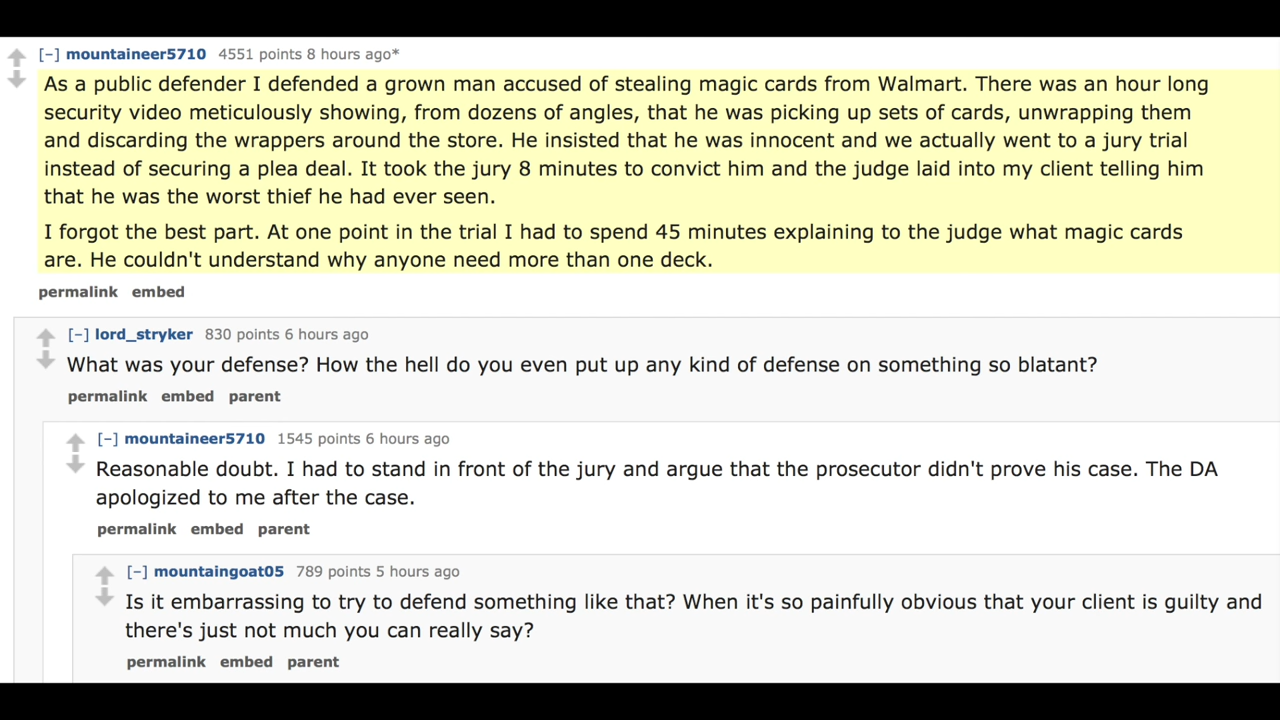 [–] mountaineer5710 4551 points 8 hours ago*
As a public defender I defended a grown man accused of stealing magic cards from Walmart. There was an hour long
security video meticulously showing, from dozens of angles, that he was picking up sets of cards, unwrapping them
and discarding the wrappers around the store. He insisted that he was innocent and we actually went to a jury trial
instead of securing a plea deal. It took the jury 8 minutes to convict him and the judge laid into my client telling him
that he was the worst thief he had ever seen.
I forgot the best part. At one point in the trial I had to spend 45 minutes explaining to the judge what magic cards
are. He couldn't understand why anyone need more than one deck.
permalink embed
[–] lord_stryker 830 points 6 hours ago
What was your defense? How the hell do you even put up any kind of defense on something so blatant?
permalink embed parent
[–] mountaineer5710 1545 points 6 hours ago
Reasonable doubt. I had to stand in front of the jury and argue that the prosecutor didn't prove his case. The DA
apologized to me after the case.
permalink embed parent
[–] mountaingoat05 789 points 5 hours ago
Is it embarrassing to try to defend something like that? When it's so painfully obvious that your client is guilty and
there's just not much you can really say?
permalink embed parent